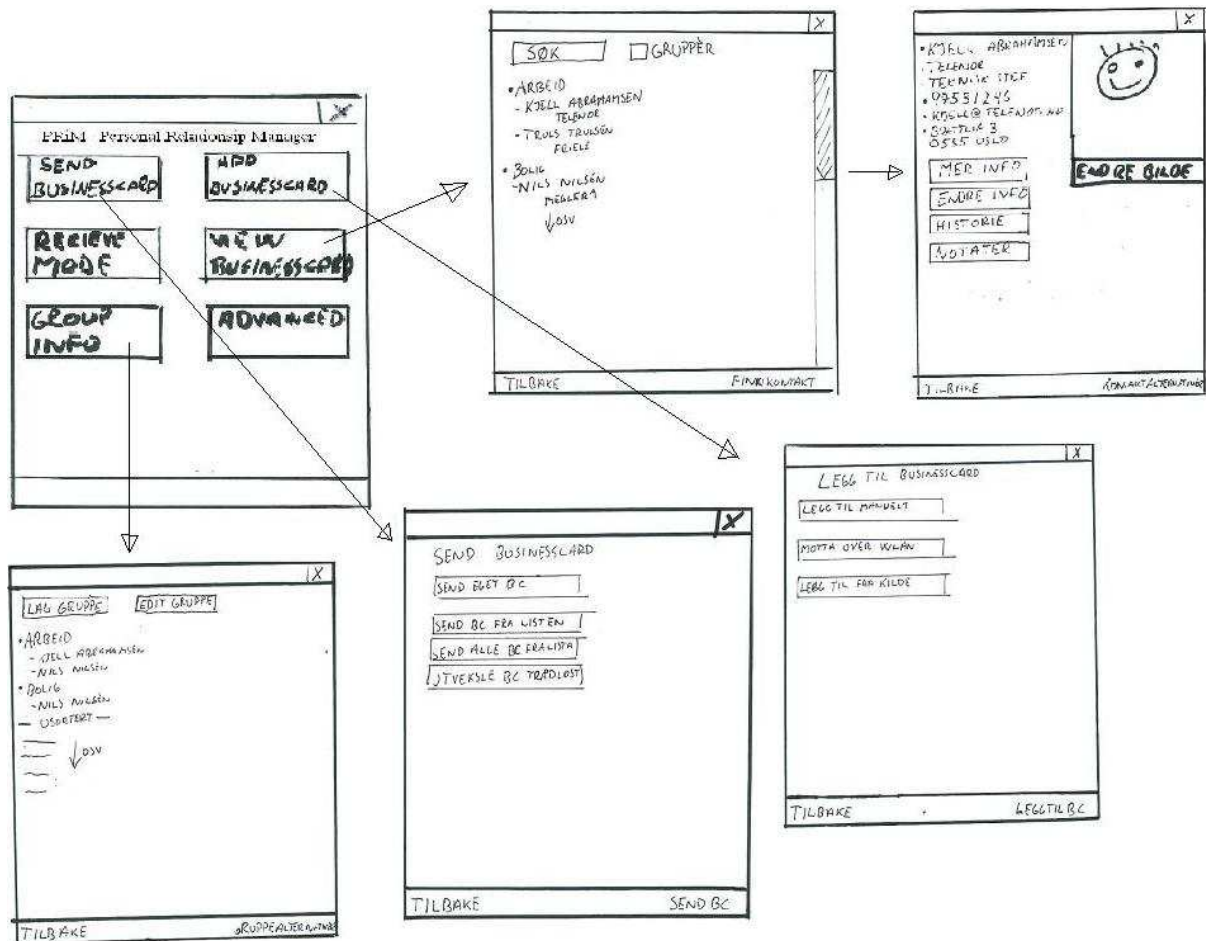 X
PRiM - Personal Relationsip Manager
SEND
BUSINESSCARD
ADD
BUSINESSCARD
RECIEVE
MODE
VIEW
BUSINESSCARD
GROUP
INFO
ADVANCED
X
SØK
GRUPPER
• ARBEID
- KJELL ABRAHAMSEN
TELENOR
- TRULS TRULSEN
FRIELE
• BOLIG
- NILS NILSEN
MEGLER1
OSV
TILBAKE
FINN KONTAKT
X
• KJELL ABRAHAMSEN
TELENOR
TEKNISK SJEF
• 97551246
• KJELL@TELENOR.NO
3
0555 OSLO
MER INFO
ENDRE INFO
HISTORIE
NOTATER
ENDRE BILDE
TILBAKE
KONTAKTALTERNATIVER
X
LEGG TIL BUSINESSCARD
LEGG TIL MANUELT
MOTTA OVER WLAN
LEGG TIL FRA KILDE
TILBAKE
LEGG TIL BC
X
SEND BUSINESSCARD
SEND EGET BC
SEND BC FRA LISTEN
SEND ALLE BC FRA LISTA
UTVEKSLE BC TRÅDLØST
TILBAKE
SEND BC
X
LAG GRUPPE
EDIT GRUPPE
• ARBEID
- KJELL ABRAHAMSEN
- NILS NILSEN
• BOLIG
- NILS NILSEN
— USORTERT —
OSV
TILBAKE
GRUPPEALTERNATIVER